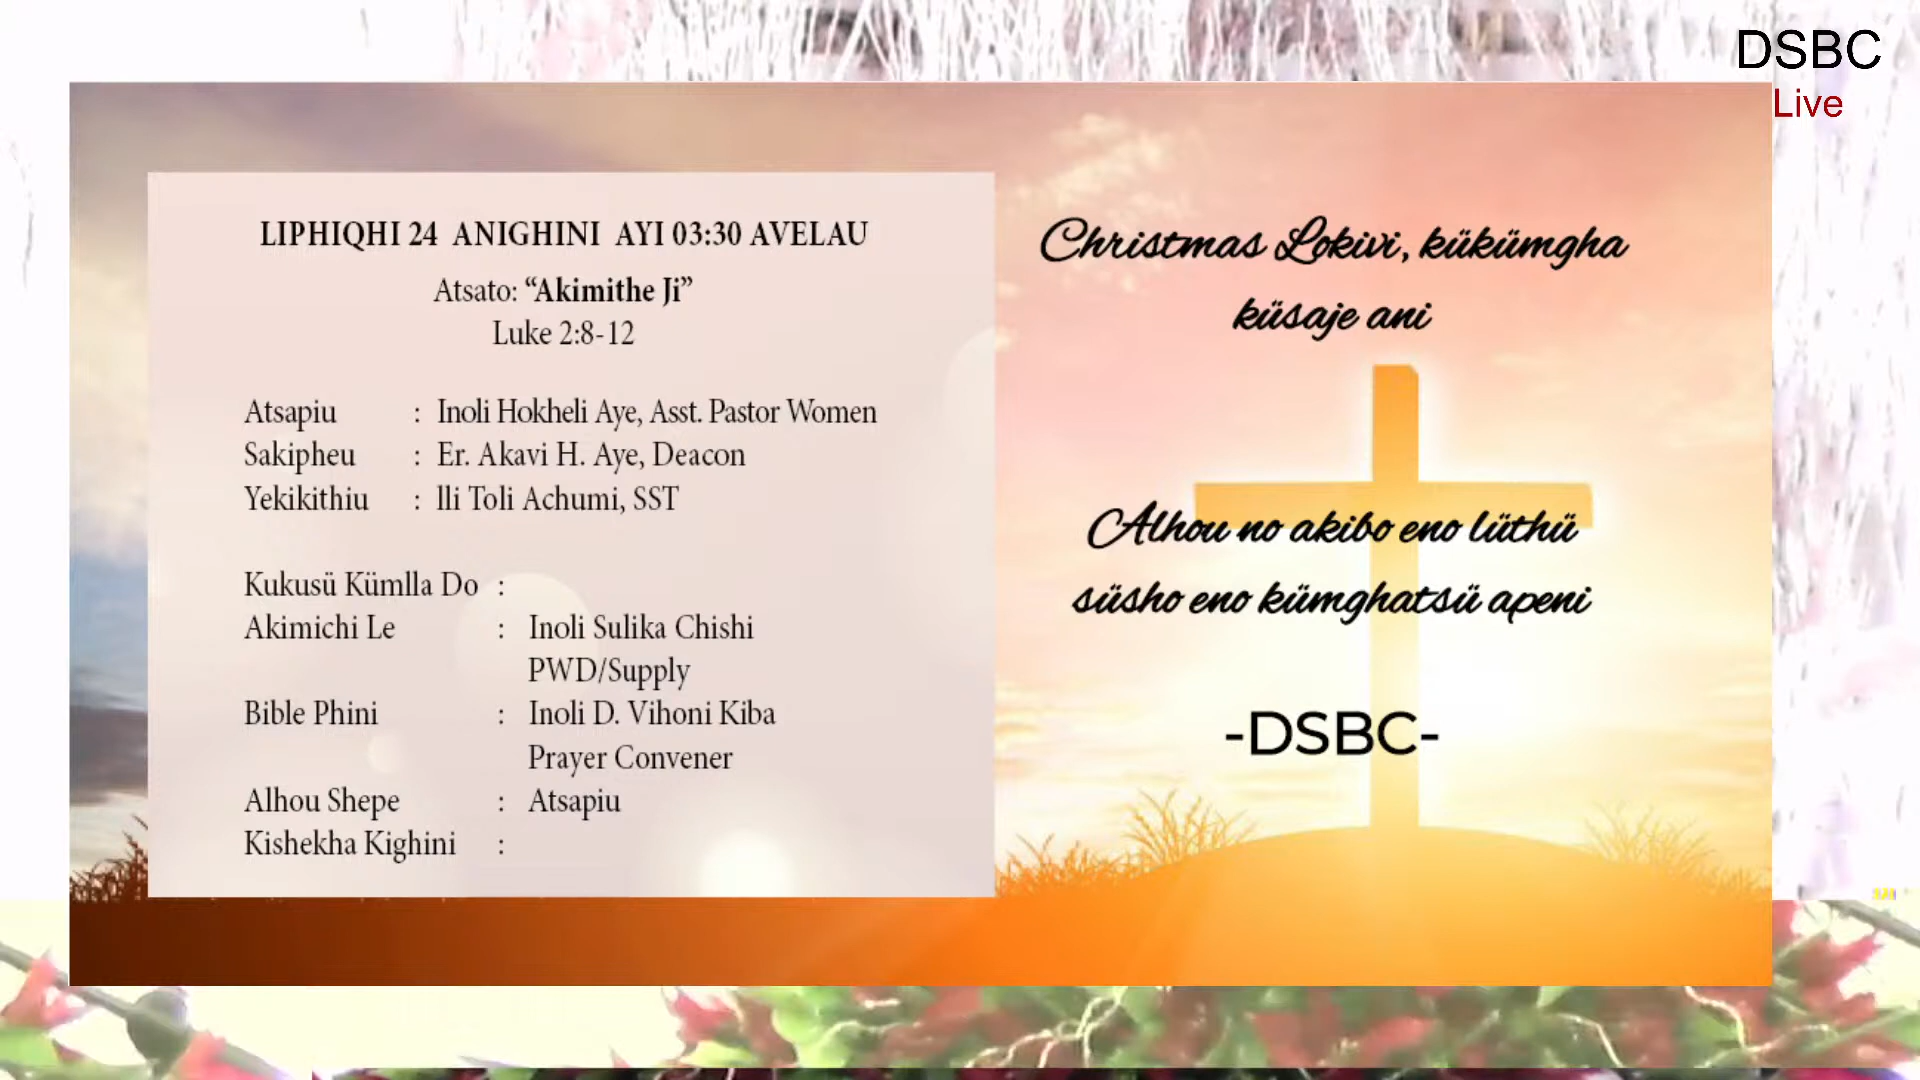 DSBC
Live
LIPHIQHI 24 ANIGHINI AYI 03:30 AVELAU
Atsato: “Akimithe Ji”
Luke 2:8-12
Atsapiu : Inoli Hokheli Aye, Asst. Pastor Women
Sakipheu : Er. Akavi H. Aye, Deacon
Yekikithiu : lli Toli Achumi, SST
Kukusü Kümlla Do :
Akimichi Le : Inoli Sulika Chishi
PWD/Supply
Bible Phini : Inoli D. Vihoni Kiba
Prayer Convener
Alhou Shepe : Atsapiu
Kishekha Kighini :
Christmas Lokivi, kükümgha
küsaje ani
Alhou no akibo eno lüthü
süsho eno kümghatsü apeni
-DSBC-